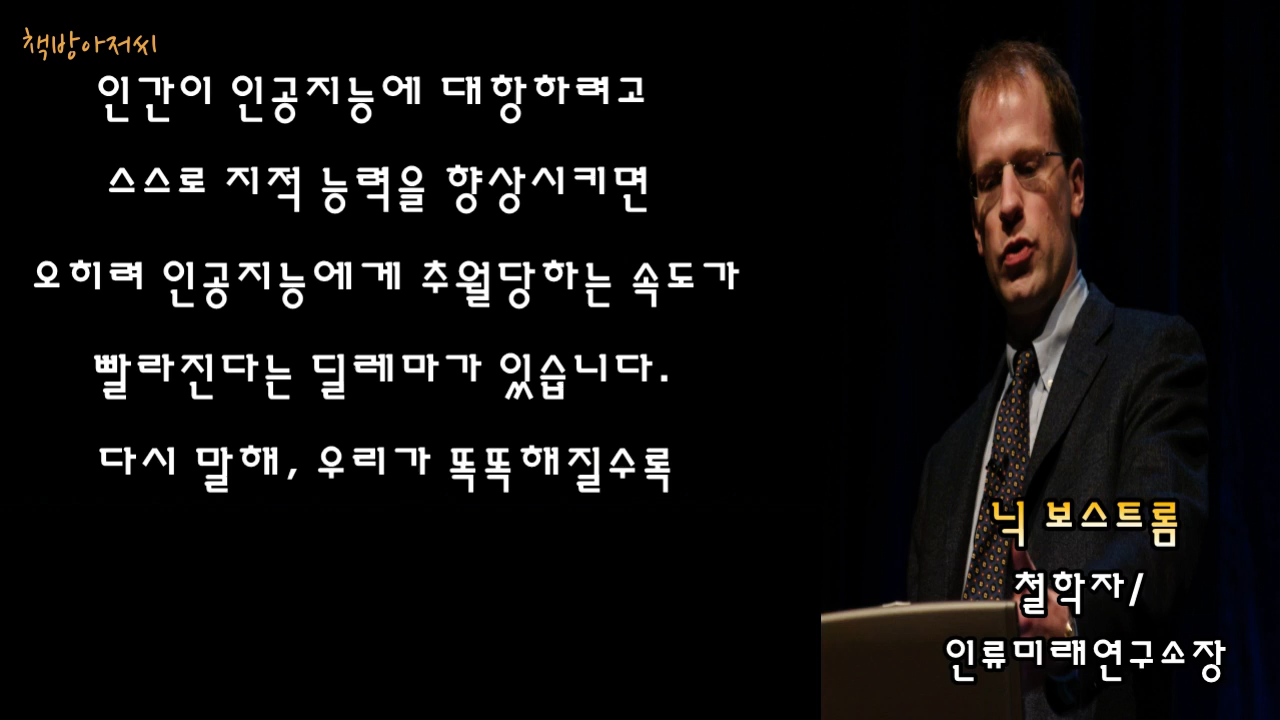 책방아저씨
인간이 인공지능에 대항하려고
스스로 지적 능력을 향상시키면
오히려 인공지능에게 추월당하는 속도가
빨라진다는 딜레마가 있습니다.
다시 말해, 우리가 똑똑해질수록
닉 보스트롬
철학자/
인류미래연구소장